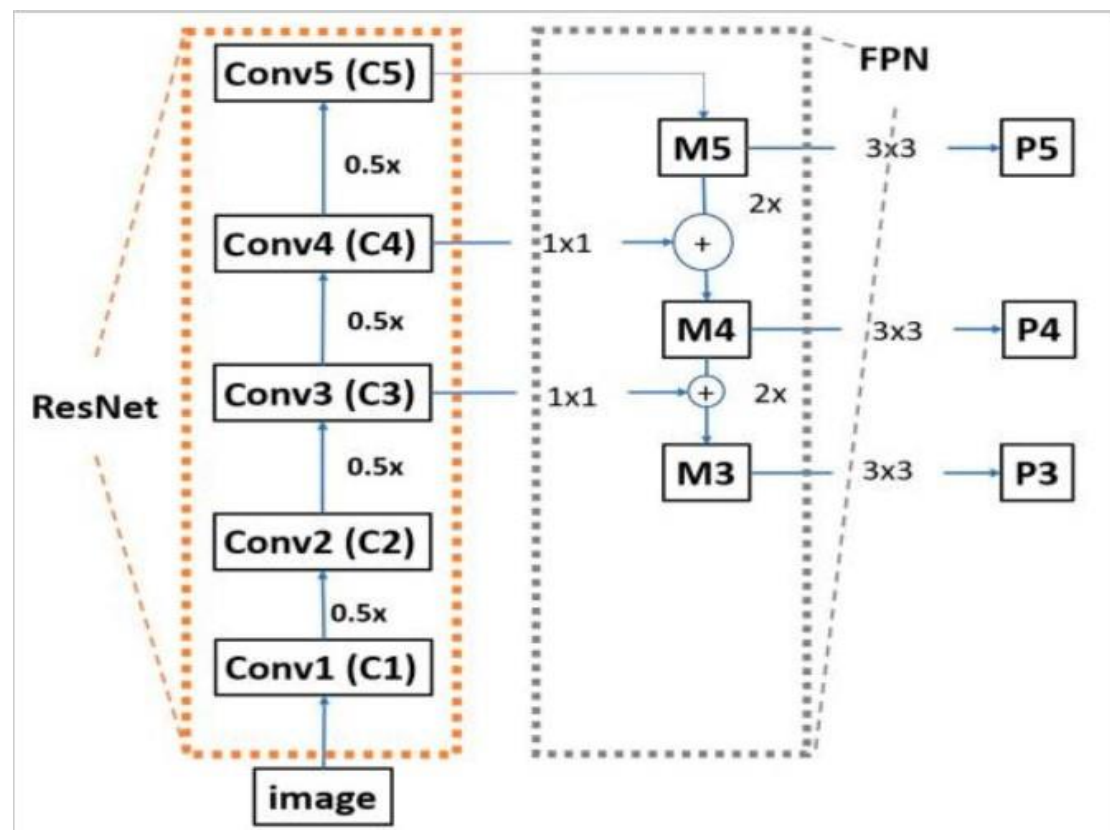 Conv5 (C5)
FPN
M5
3x3
P5
0.5x
2x
Conv4 (C4)
1x1
+
0.5x
M4
3x3
P4
ResNet
Conv3 (C3)
1x1
+
2x
0.5x
M3
3x3
P3
Conv2 (C2)
0.5x
Conv1 (C1)
image